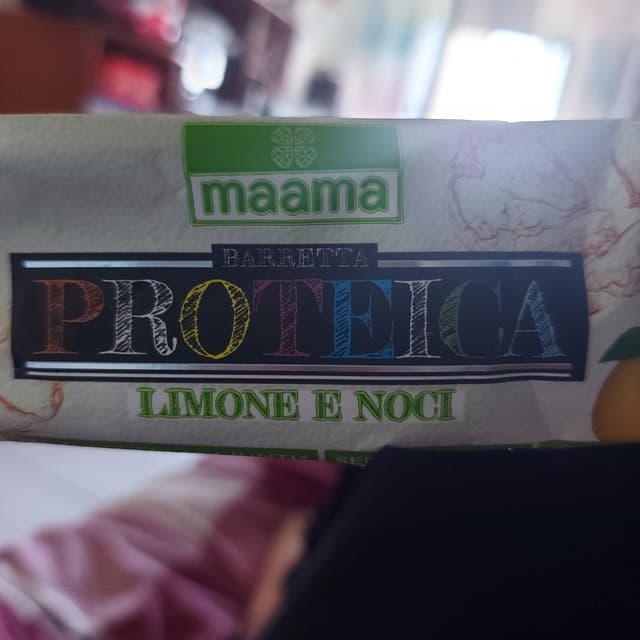 maama
BARRETTA
PROTEICA
LIMONE E NOCI